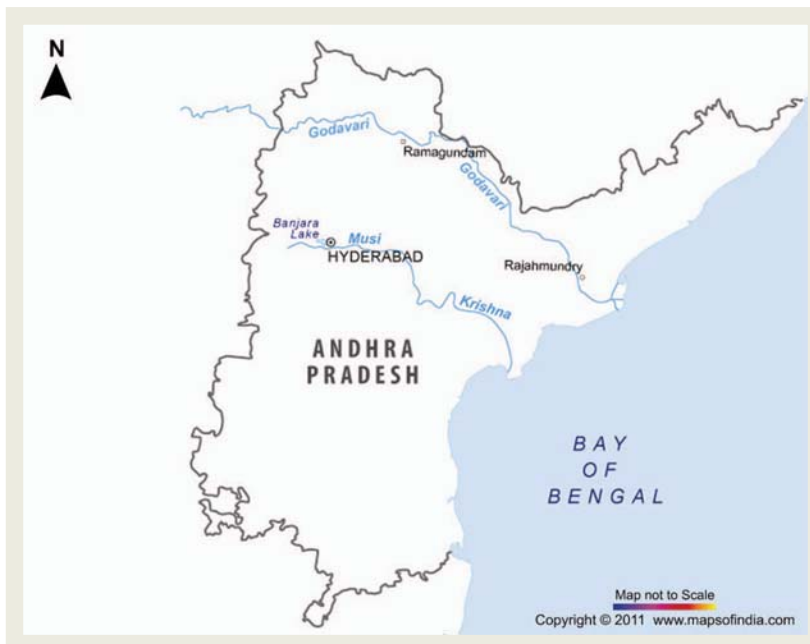 N
Godavari
Ramagundam
Godavari
Banjara
Lake
Musi
HYDERABAD
Rajahmundry
Krishna
ANDHRA
PRADESH
BAY
OF
BENGAL
Map not to Scale
Copyright © 2011 www.mapsofindia.com